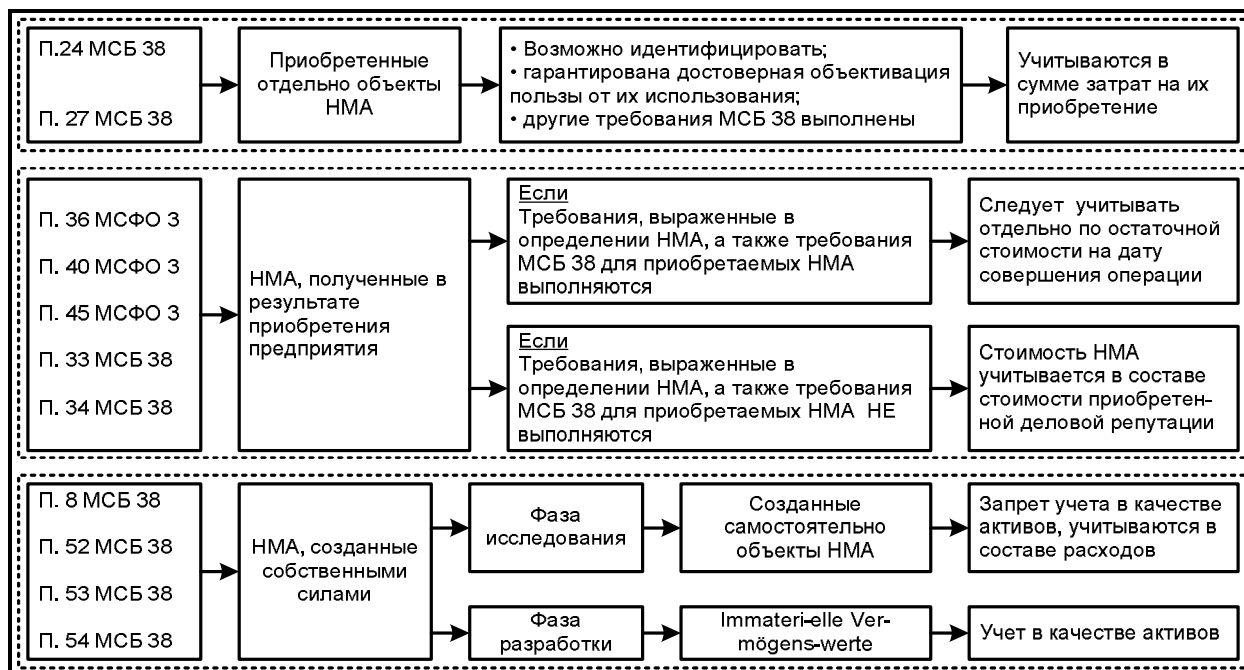 П.24 МСБ 38
П. 27 МСБ 38
Приобретенные
отдельно объекты
НМА
• Возможно идентифицировать;
• гарантирована достоверная объективация
пользы от их использования;
• другие требования МСБ 38 выполнены
Учитываются в
сумме затрат на их
приобретение
П. 36 МСФО 3
П. 40 МСФО 3
П. 45 МСФО 3
П. 33 МСБ 38
П. 34 МСБ 38
НМА, полученные в
результате
приобретения
предприятия
Если
Требования, выраженные в
определении НМА, а также требования
МСБ 38 для приобретаемых НМА
выполняются
Следует учитывать
отдельно по остаточной
стоимости на дату
совершения операции
Если
Требования, выраженные в
определении НМА, а также требования
МСБ 38 для приобретаемых НМА НЕ
выполняются
Стоимость НМА
учитывается в составе
стоимости приобретен-
ной деловой репутации
П. 8 МСБ 38
П. 52 МСБ 38
П. 53 МСБ 38
П. 54 МСБ 38
НМА, созданные
собственными
силами
Фаза
исследования
Созданные
самостоятельно
объекты НМА
Запрет учета в качестве
активов, учитываются в
составе расходов
Фаза
разработки
Immateri-elle Ver-
mögens-werte
Учет в качестве активов